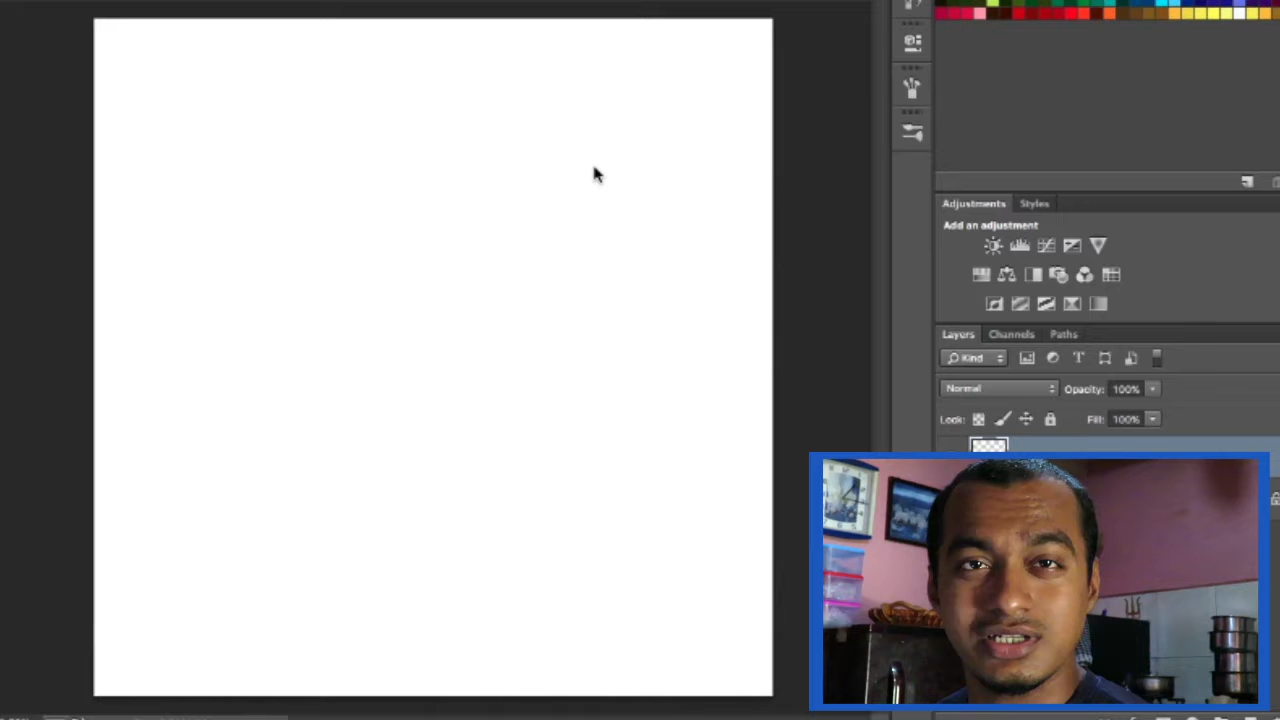 Adjustments Styles
Add an adjustment
Layers Channels Paths
Kind
Normal Opacity: 100%
Lock: Fill: 100%